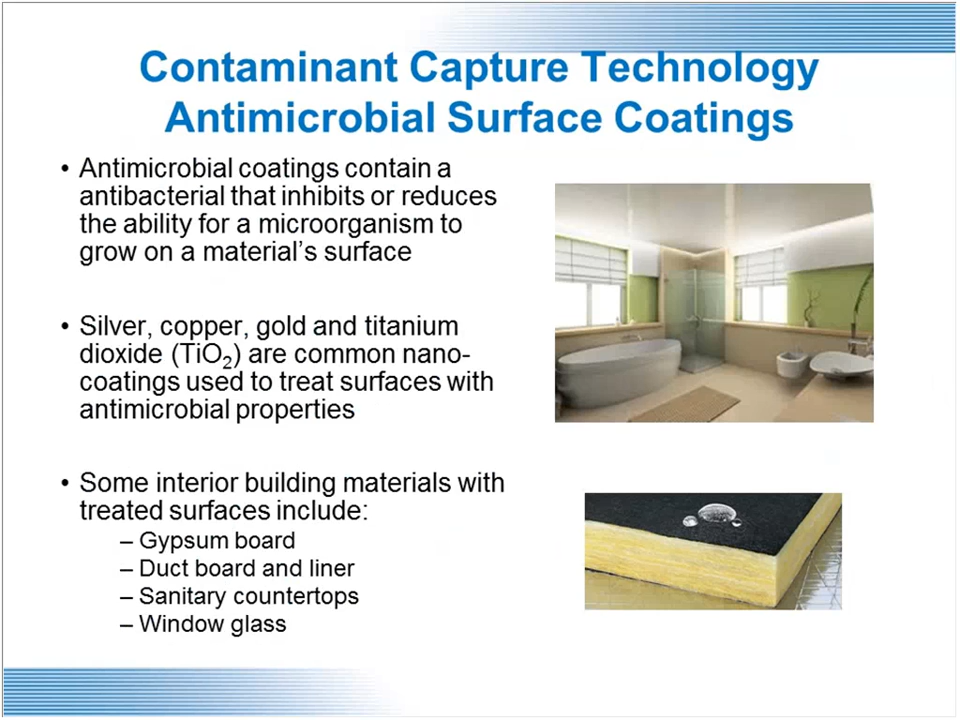 Contaminant Capture Technology
Antimicrobial Surface Coatings
• Antimicrobial coatings contain a
antibacterial that inhibits or reduces
the ability for a microorganism to
grow on a material’s surface
• Silver, copper, gold and titanium
dioxide (TiO₂) are common nano-
coatings used to treat surfaces with
antimicrobial properties
• Some interior building materials with
treated surfaces include:
– Gypsum board
– Duct board and liner
– Sanitary countertops
– Window glass